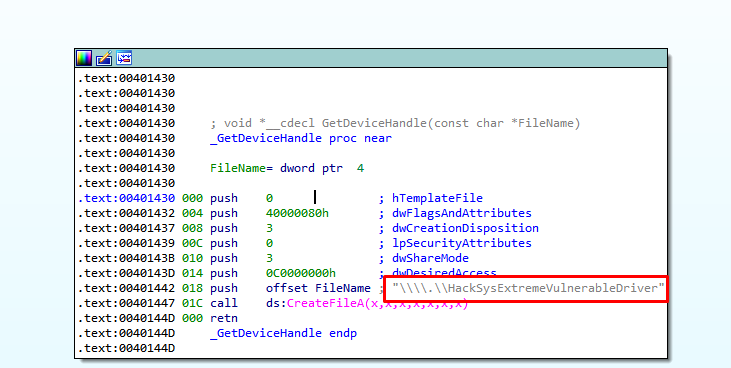 .text:00401430
.text:00401430
.text:00401430
.text:00401430 ; void *__cdecl GetDeviceHandle(const char *FileName)
.text:00401430 _GetDeviceHandle proc near
.text:00401430
.text:00401430 FileName= dword ptr  4
.text:00401430
.text:00401430 000 push 0 ; hTemplateFile
.text:00401432 004 push 40000080h ; dwFlagsAndAttributes
.text:00401437 008 push 3 ; dwCreationDisposition
.text:00401439 00C push 0 ; lpSecurityAttributes
.text:0040143B 010 push 3 ; dwShareMode
.text:0040143D 014 push 0C0000000h ; dwDesiredAccess
.text:00401442 018 push offset FileName ; "\\\\.\\HackSysExtremeVulnerableDriver"
.text:00401447 01C call ds:CreateFileA(x,x,x,x,x,x,x)
.text:0040144D 000 retn
.text:0040144D _GetDeviceHandle endp
.text:0040144D